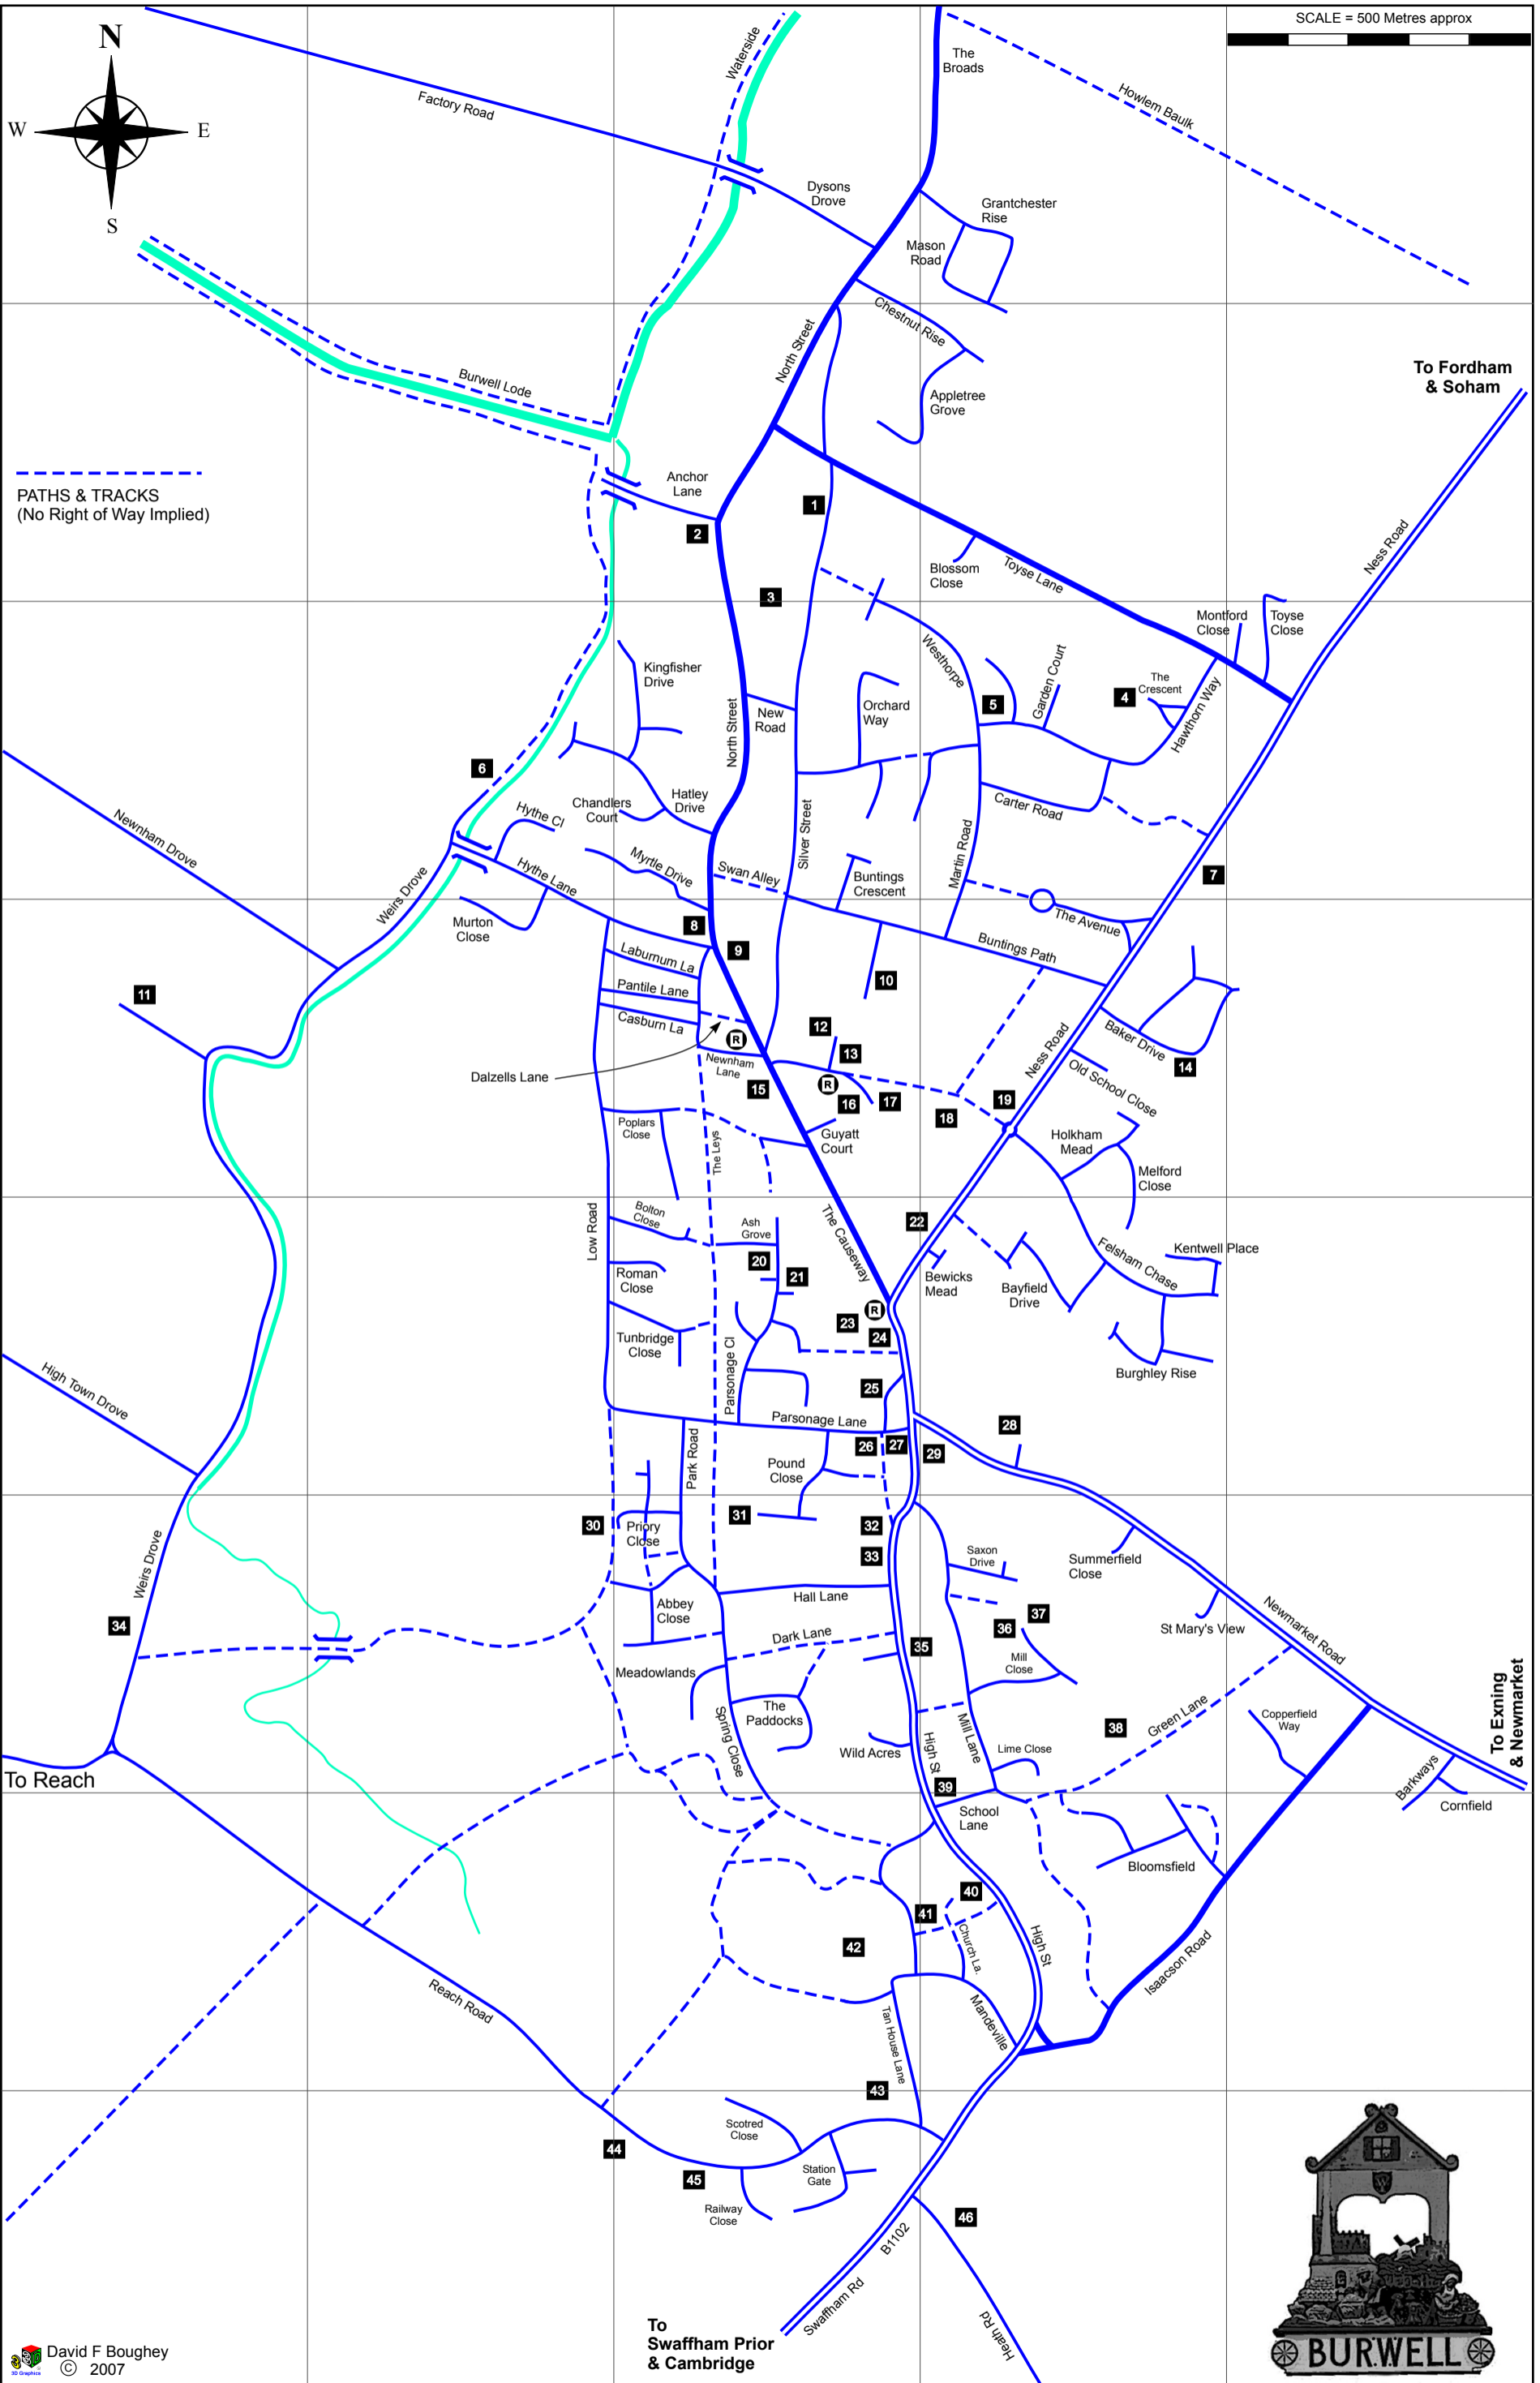 SCALE = 500 Metres approx
N
W
E
S
Waterside
The
Broads
Factory Road
Howlem Baulk
Dysons
Drove
Grantchester
Rise
Mason
Road
Chestnut Rise
North Street
Burwell Lode
Appletree
Grove
To Fordham
& Soham
PATHS & TRACKS
(No Right of Way Implied)
Anchor
Lane
1
2
Ness Road
Blossom
Close
Toyse Lane
3
Montford
Close
Toyse
Close
Westhorpe
Kingfisher
Drive
Garden Court
The
Crescent
4
5
Hawthorn Way
North Street
New
Road
Orchard
Way
6
Hythe Cl
Chandlers
Court
Hatley
Drive
Silver Street
Carter Road
Martin Road
Newnham Drove
Hythe Lane
Myrtle Drive
Swan Alley
Buntings
Crescent
7
Weirs Drove
Murton
Close
8
9
The Avenue
Buntings Path
Laburnum La
Pantile Lane
Casburn La
10
11
12
13
R
Baker Drive
14
Ness Road
Old School Close
Dalzells Lane
Newnham
Lane
15
R
16
17
18
19
Poplars
Close
The Leys
Guyatt
Court
Holkham
Mead
Melford
Close
Low Road
Bolton
Close
Ash
Grove
The Causeway
22
Felsham Chase
Kentwell Place
20
21
Roman
Close
Bewicks
Mead
Bayfield
Drive
R
23
24
Tunbridge
Close
Parsonage Cl
High Town Drove
25
Burghley Rise
Parsonage Lane
28
26
27
29
Park Road
Pound
Close
30
Priory
Close
31
32
33
Saxon
Drive
Summerfield
Close
Weirs Drove
Hall Lane
Abbey
Close
34
Newmarket Road
St Mary's View
36
37
Dark Lane
35
Mill
Close
Meadowlands
To Exning
& Newmarket
The
Paddocks
Spring Close
Wild Acres
High St
Mill Lane
38
Green Lane
Copperfield
Way
Lime Close
To Reach
39
School
Lane
Barkways
Cornfield
Bloomsfield
40
41
42
Church La.
High St
Isaacson Road
Reach Road
Tan House Lane
Mandeville
43
Scotred
Close
44
45
Station
Gate
Railway
Close
46
B1102
Swaffham Rd
Heath Rd
To
Swaffham Prior
& Cambridge
David F Boughey
© 2007
3D Graphics
BURWELL